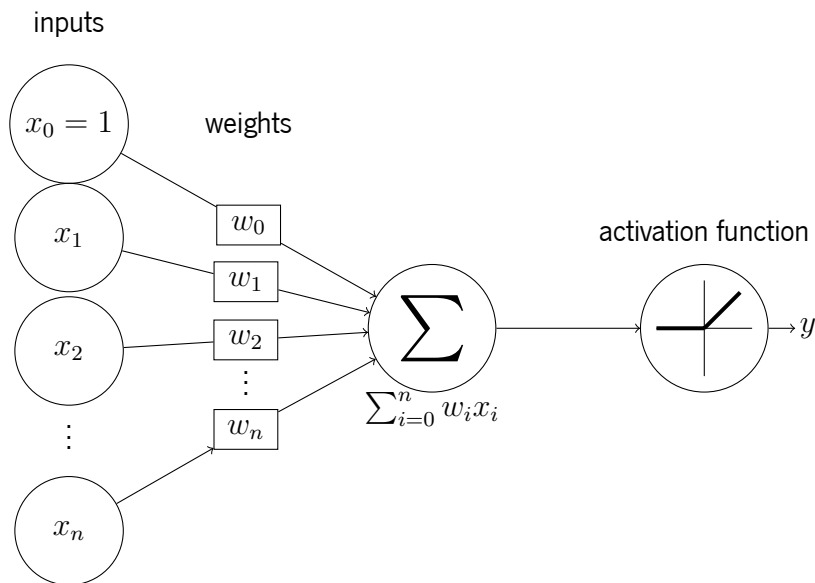 inputs
x₀ = 1
weights
w₀
x₁
activation function
w₁
∑
y
w₂
x₂
⋮
∑ⁿᵢ₌₀ wᵢxᵢ
⋮
wₙ
xₙ